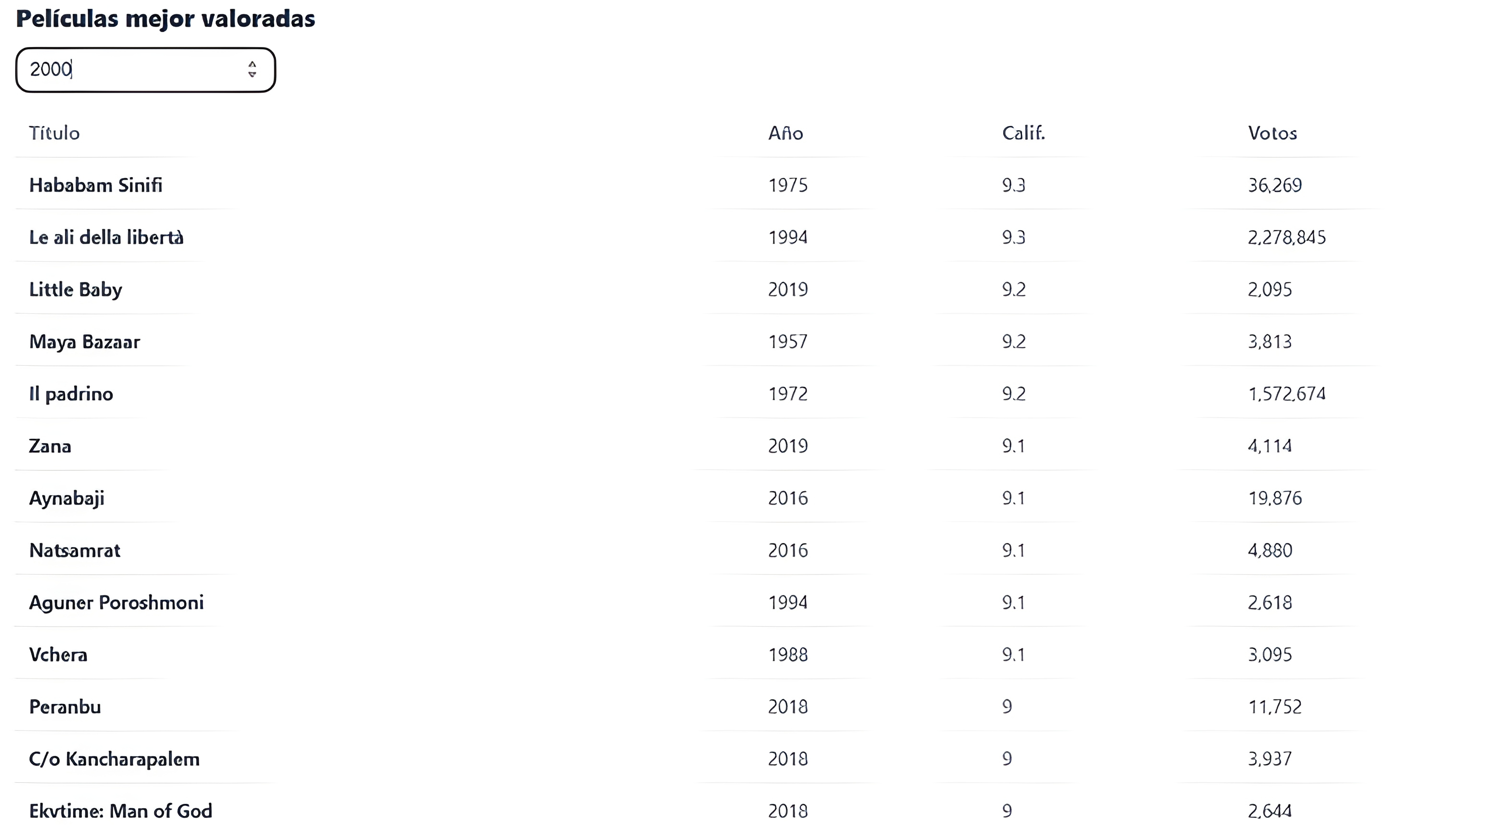 Películas mejor valoradas
2000
Título Año Calif. Votos
Hababam Sinifi 1975 9.3 36,269
Le ali della libertà 1994 9.3 2,278,845
Little Baby 2019 9.2 2,095
Maya Bazaar 1957 9.2 3,813
Il padrino 1972 9.2 1,572,674
Zana 2019 9.1 4,114
Aynabaji 2016 9.1 19,876
Natsamrat 2016 9.1 4,880
Aguner Poroshmoni 1994 9.1 2,618
Vchera 1988 9.1 3,095
Peranbu 2018 9 11,752
C/o Kancharapalem 2018 9 3,937
Ekvtime: Man of God 2018 9 2,644